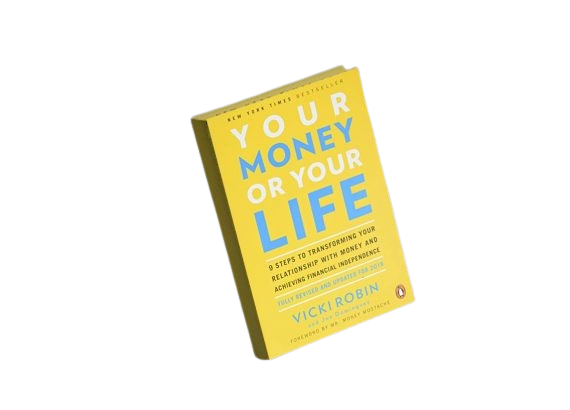 NEW YORK TIMES BESTSELLER
YOUR
MONEY
OR YOUR
LIFE
9 STEPS TO TRANSFORMING YOUR
RELATIONSHIP WITH MONEY AND
ACHIEVING FINANCIAL INDEPENDENCE
FULLY REVISED AND UPDATED FOR 2018
VICKI ROBIN
and Joe Dominguez
FOREWORD BY MR. MONEY MUSTACHE